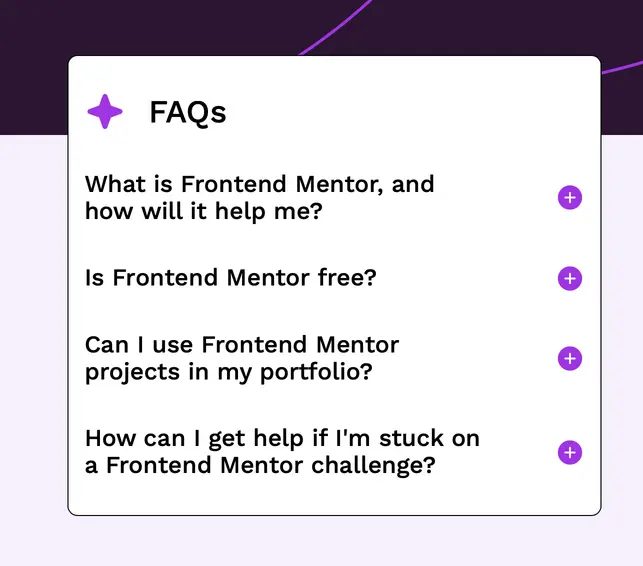 FAQs
What is Frontend Mentor, and
how will it help me?
Is Frontend Mentor free?
Can I use Frontend Mentor
projects in my portfolio?
How can I get help if I'm stuck on
a Frontend Mentor challenge?